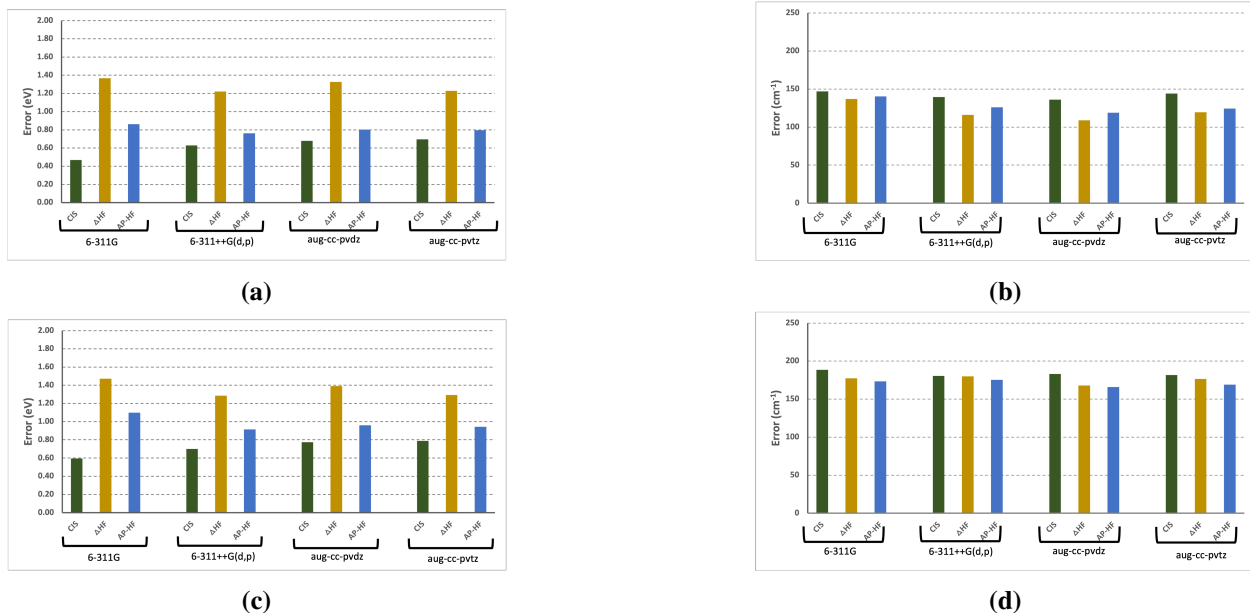 2.00
1.80
1.60
1.40
1.20
1.00
0.80
0.60
0.40
0.20
0.00
Error (eV)
CIS ΔHF AP-HF CIS ΔHF AP-HF CIS ΔHF AP-HF CIS ΔHF AP-HF
6-311G 6-311++G(d,p) aug-cc-pvdz aug-cc-pvtz
(a)
250
200
150
100
50
0
Error (cm⁻¹)
CIS ΔHF AP-HF CIS ΔHF AP-HF CIS ΔHF AP-HF CIS ΔHF AP-HF
6-311G 6-311++G(d,p) aug-cc-pvdz aug-cc-pvtz
(b)
2.00
1.80
1.60
1.40
1.20
1.00
0.80
0.60
0.40
0.20
0.00
Error (eV)
CIS ΔHF AP-HF CIS ΔHF AP-HF CIS ΔHF AP-HF CIS ΔHF AP-HF
6-311G 6-311++G(d,p) aug-cc-pvdz aug-cc-pvtz
(c)
250
200
150
100
50
0
Error (cm⁻¹)
CIS ΔHF AP-HF CIS ΔHF AP-HF CIS ΔHF AP-HF CIS ΔHF AP-HF
6-311G 6-311++G(d,p) aug-cc-pvdz aug-cc-pvtz
(d)